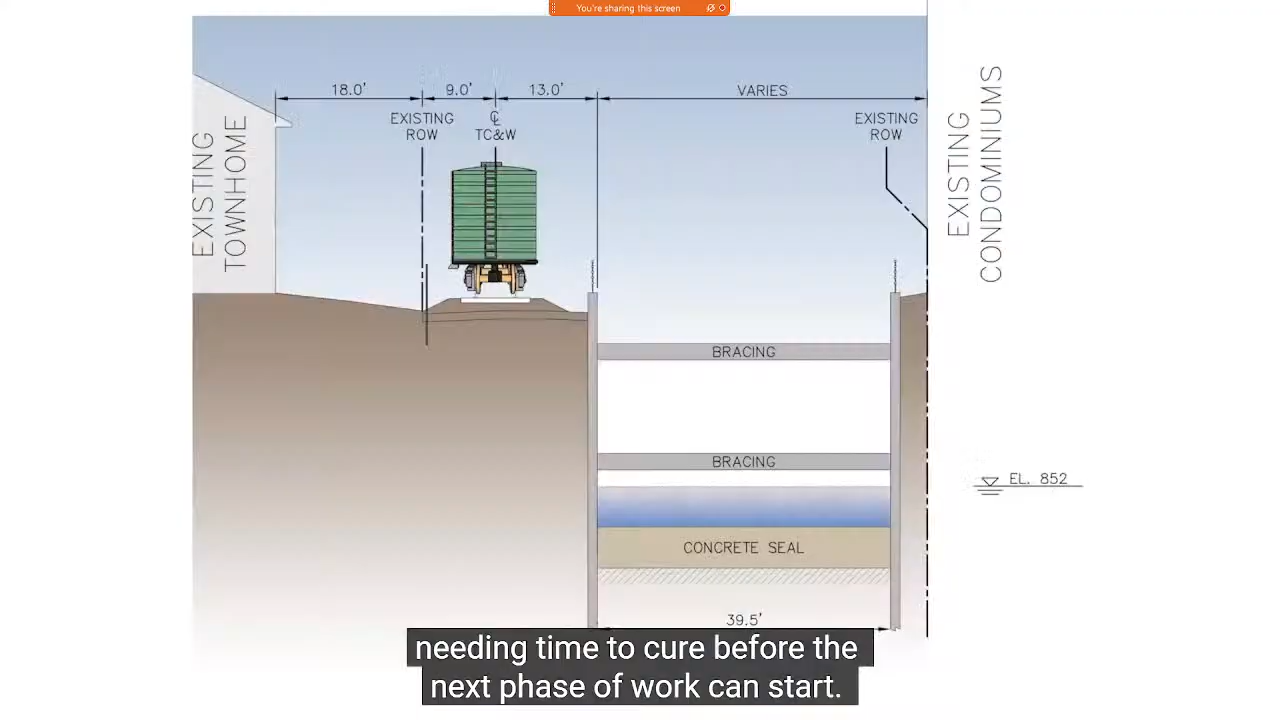 You're sharing this screen
18.0'
9.0'
13.0'
VARIES
EXISTING
ROW
℄
TC&W
EXISTING
ROW
EXISTING
TOWNHOME
EXISTING
CONDOMINIUMS
BRACING
BRACING
EL. 852
CONCRETE SEAL
39.5'
needing time to cure before the
next phase of work can start.